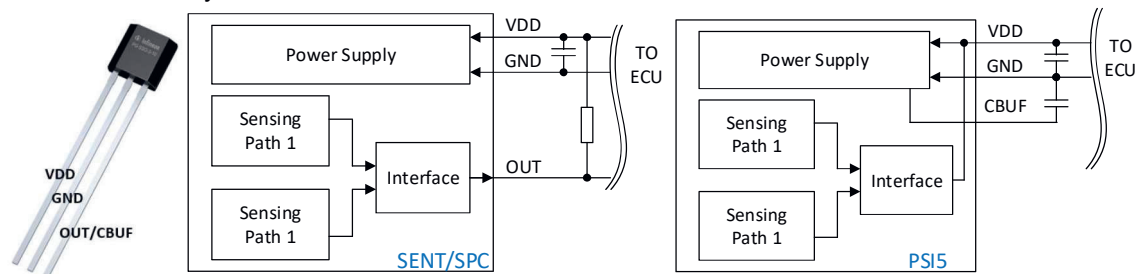 VDD
GND
OUT/CBUF
Power Supply
VDD
GND
TO
ECU
Sensing
Path 1
Sensing
Path 1
Interface
OUT
SENT/SPC
Power Supply
VDD
GND
CBUF
TO
ECU
Sensing
Path 1
Sensing
Path 1
Interface
PSI5